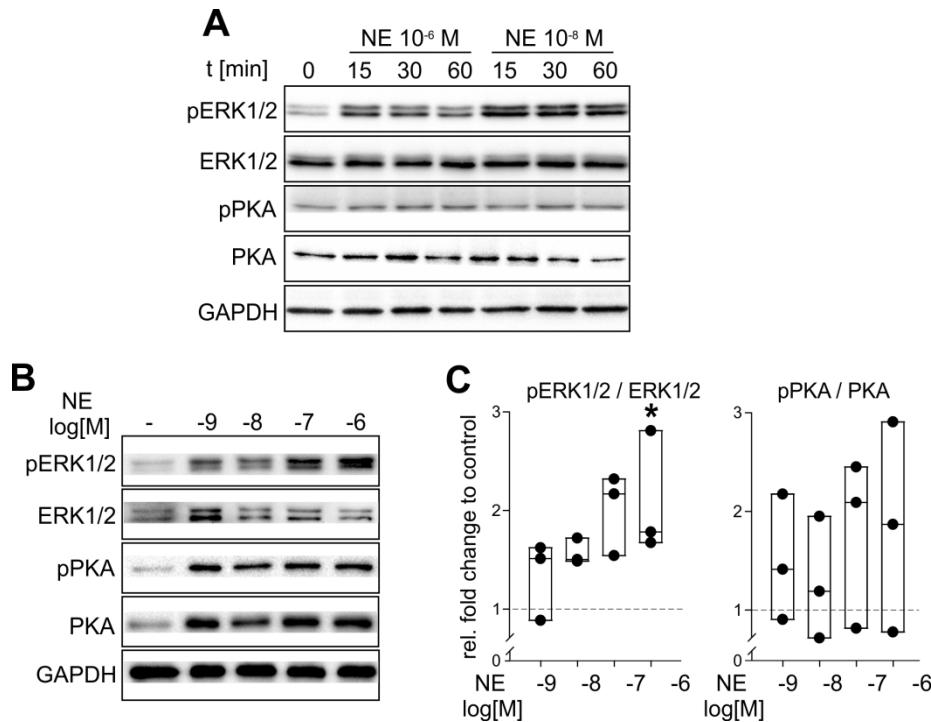 A
NE 10⁻⁶ M NE 10⁻⁸ M
t [min] 0 15 30 60 15 30 60
pERK1/2
ERK1/2
pPKA
PKA
GAPDH
B
NE
log[M] - -9 -8 -7 -6
pERK1/2
ERK1/2
pPKA
PKA
GAPDH
C
pERK1/2 / ERK1/2 pPKA / PKA
rel. fold change to control
3 3
*
2 2
1 1
0 0
NE -9 -8 -7 -6 NE -9 -8 -7 -6
log[M] log[M]